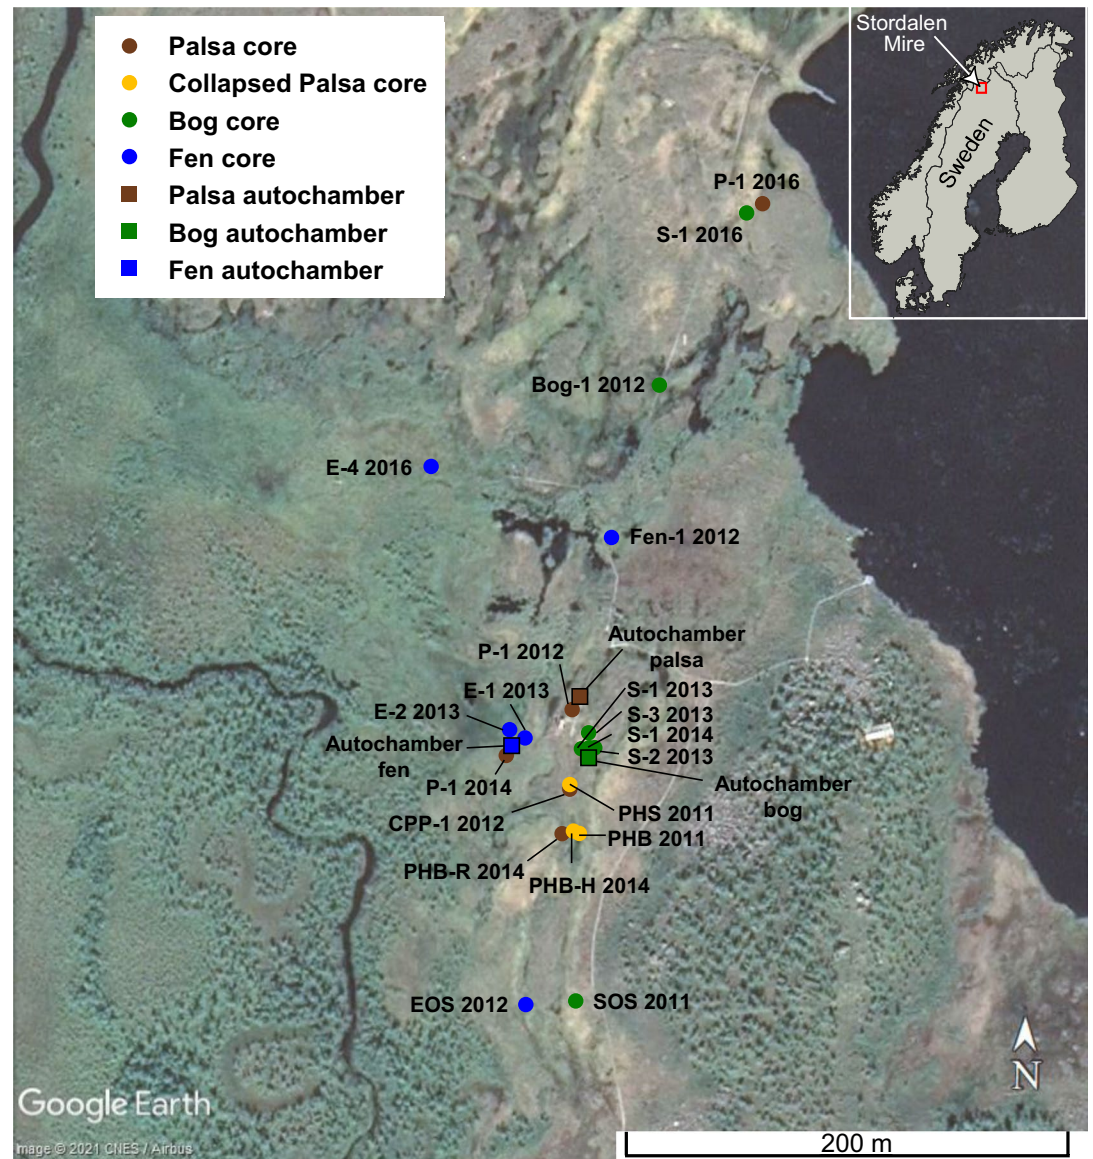 Palsa core
Collapsed Palsa core
Bog core
Fen core
Palsa autochamber
Bog autochamber
Fen autochamber
Stordalen
Mire
Sweden
P-1 2016
S-1 2016
Bog-1 2012
E-4 2016
Fen-1 2012
Autochamber
palsa
P-1 2012
E-1 2013
S-1 2013
E-2 2013
S-3 2013
S-1 2014
S-2 2013
Autochamber
fen
P-1 2014
Autochamber
bog
CPP-1 2012
PHS 2011
PHB 2011
PHB-R 2014
PHB-H 2014
EOS 2012
SOS 2011
N
Google Earth
Image © 2021 CNES / Airbus
200 m